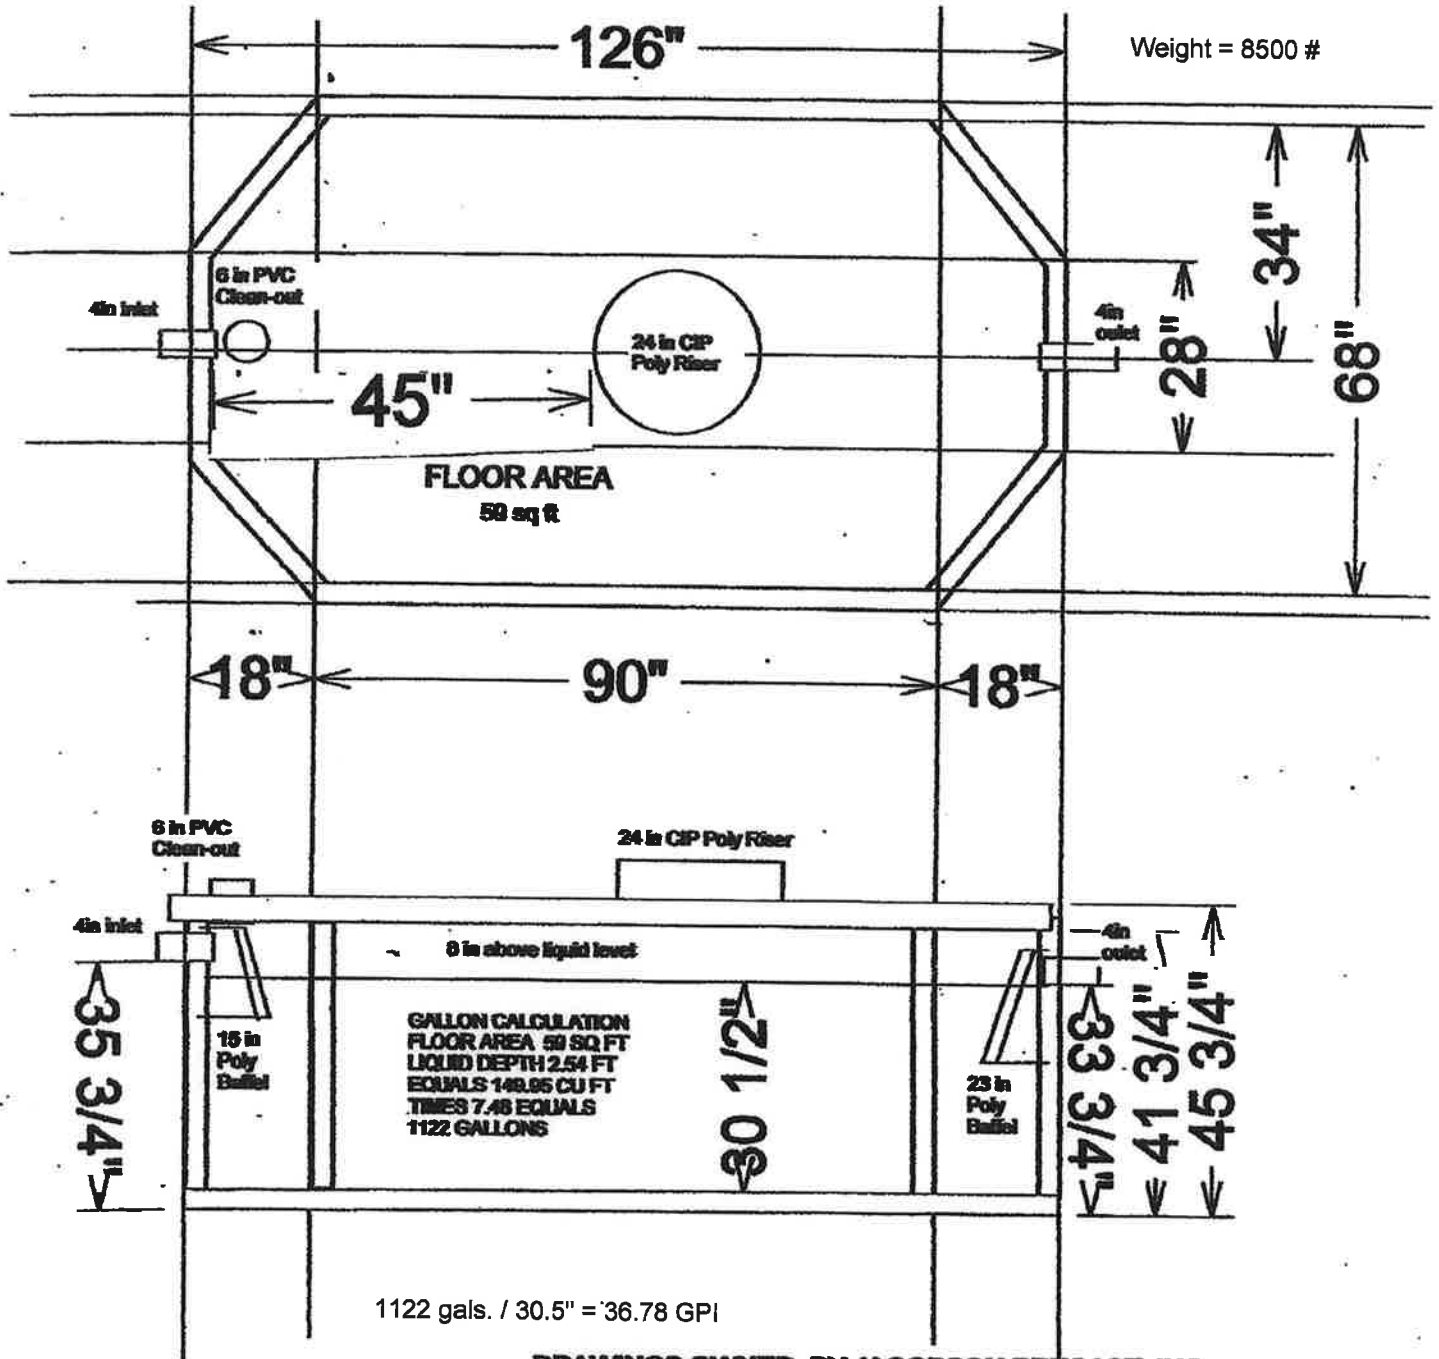 126"
Weight = 8500 #
34"
6 in PVC
Clean-out
4in inlet
4in
oulet
24 in CIP
Poly Riser
28"
68"
45"
FLOOR AREA
59 sq ft
18"
90"
18"
6 in PVC
Clean-out
24 in CIP Poly Riser
4in inlet
8 in above liquid level
4in
oulet
35 3/4"
15 in
Poly
Baffel
GALLON CALCULATION
FLOOR AREA 59 SQ FT
LIQUID DEPTH 2.54 FT
EQUALS 149.95 CU FT
TIMES 7.48 EQUALS
1122 GALLONS
30 1/2"
23 in
Poly
Baffel
33 3/4"
41 3/4"
45 3/4"
1122 gals. / 30.5" = 36.78 GPI